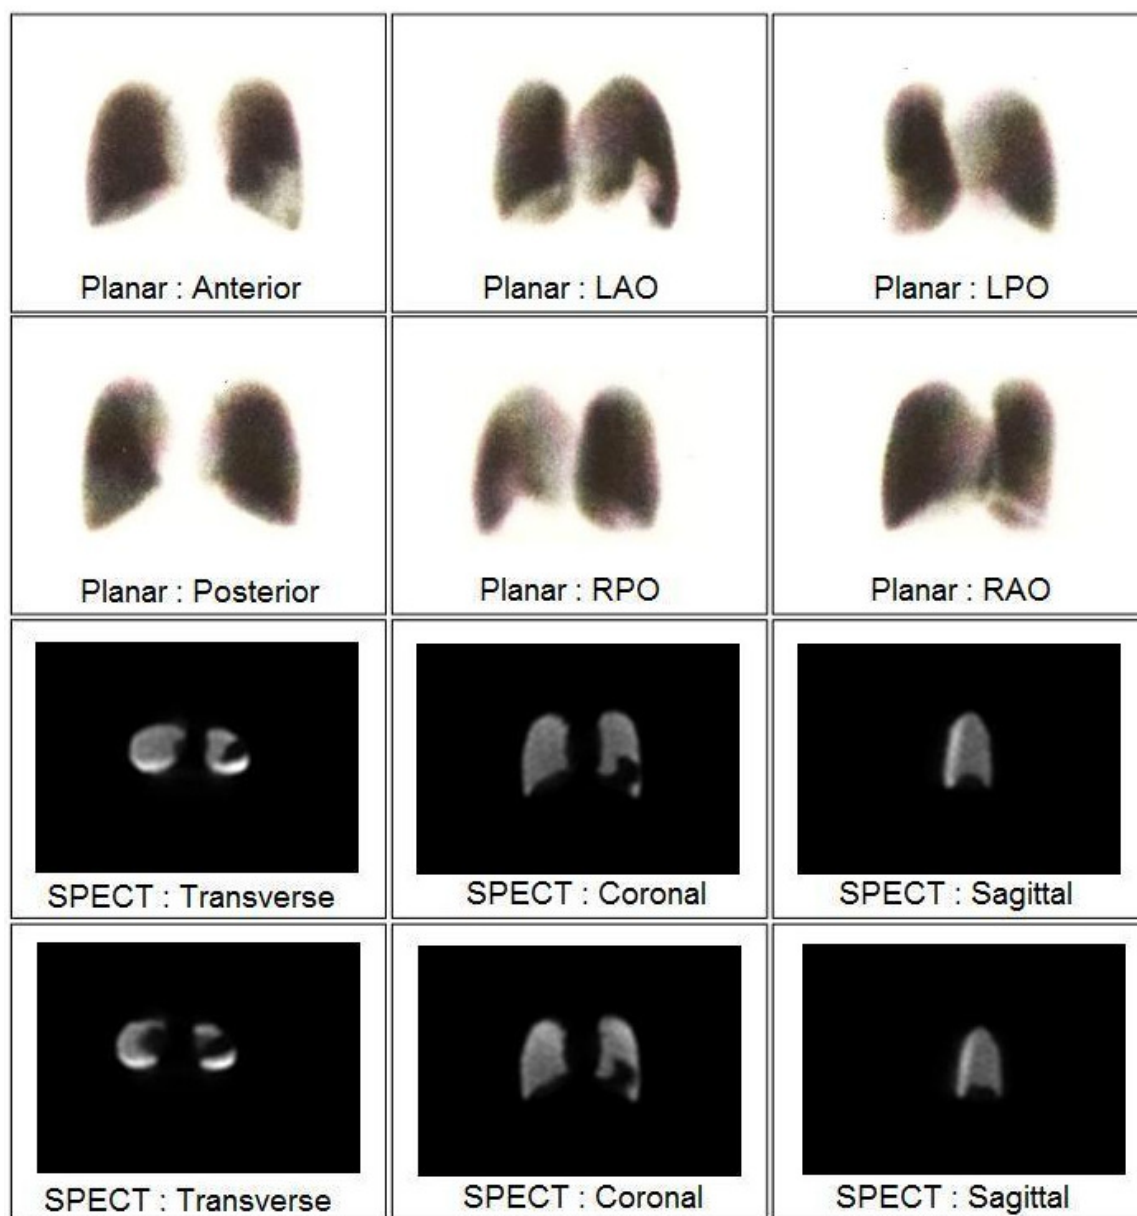 Planar : Anterior
Planar : LAO
Planar : LPO
Planar : Posterior
Planar : RPO
Planar : RAO
SPECT : Transverse
SPECT : Coronal
SPECT : Sagittal
SPECT : Transverse
SPECT : Coronal
SPECT : Sagittal